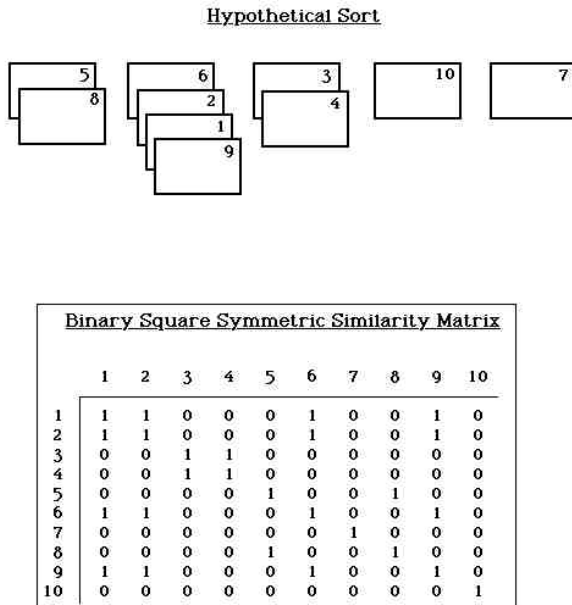 Hypothetical Sort
5 6 3 10 7
8 2 4
1
9
Binary Square Symmetric Similarity Matrix
1 2 3 4 5 6 7 8 9 10
1 1 1 0 0 0 1 0 0 1 0
2 1 1 0 0 0 1 0 0 1 0
3 0 0 1 1 0 0 0 0 0 0
4 0 0 1 1 0 0 0 0 0 0
5 0 0 0 0 1 0 0 1 0 0
6 1 1 0 0 0 1 0 0 1 0
7 0 0 0 0 0 0 1 0 0 0
8 0 0 0 0 1 0 0 1 0 0
9 1 1 0 0 0 1 0 0 1 0
10 0 0 0 0 0 0 0 0 0 1